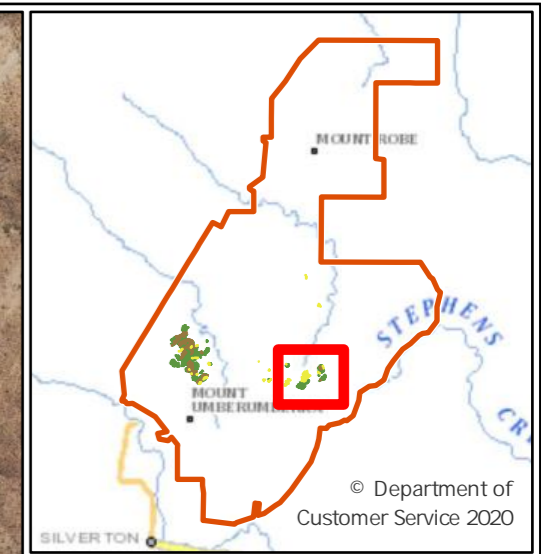 MOUNT ROBE
STEPHENS
CR
MOUNT
UMBERUMBERKA
© Department of
Customer Service 2020
SILVERTON